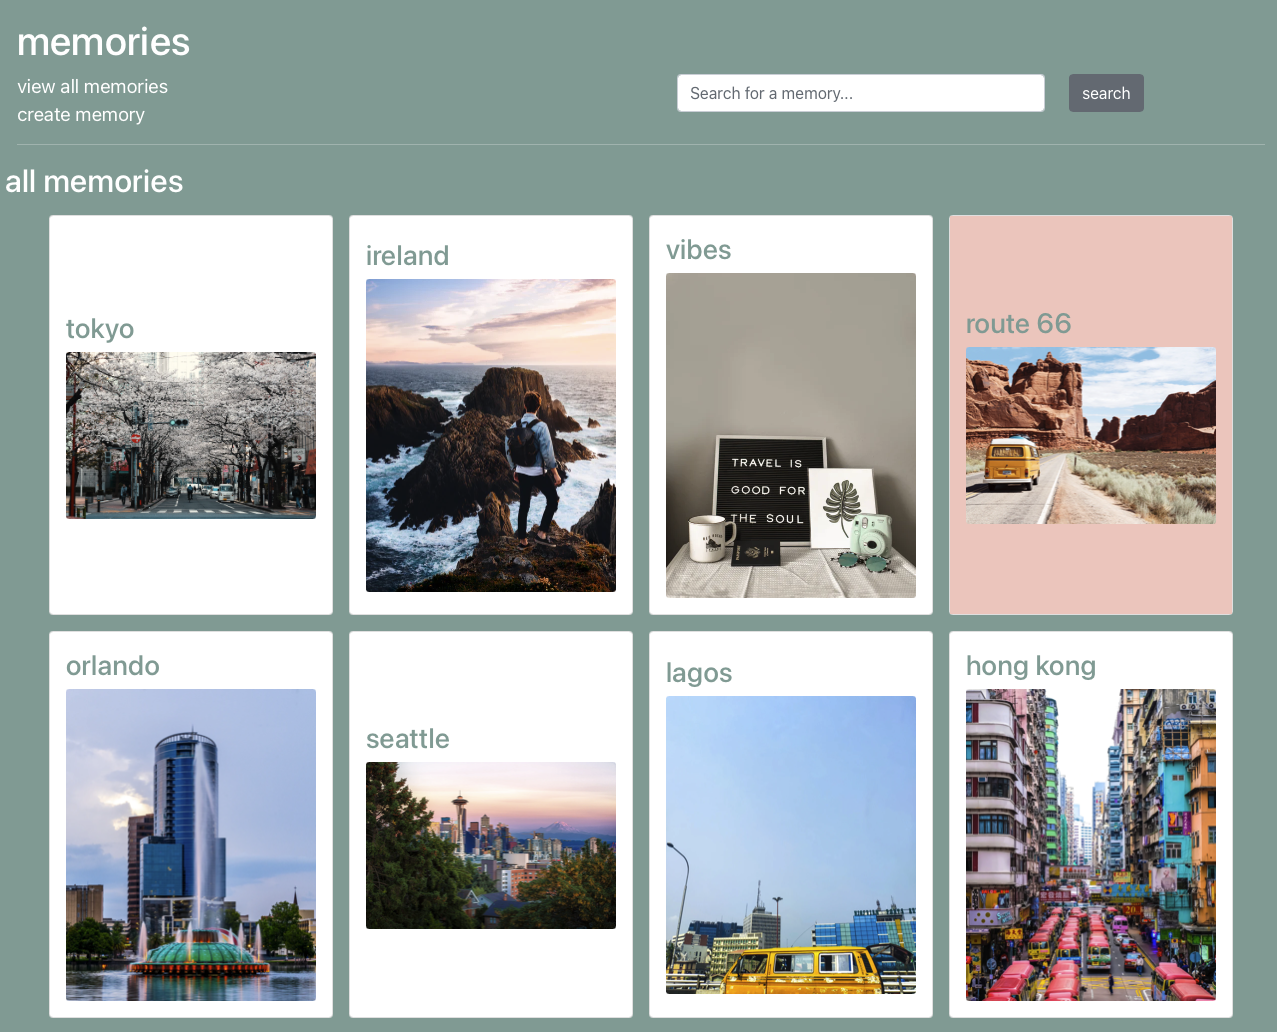 memories
view all memories
create memory
Search for a memory...
search
all memories
tokyo
ireland
vibes
TRAVEL IS
GOOD FOR
THE SOUL
route 66
orlando
seattle
lagos
hong kong